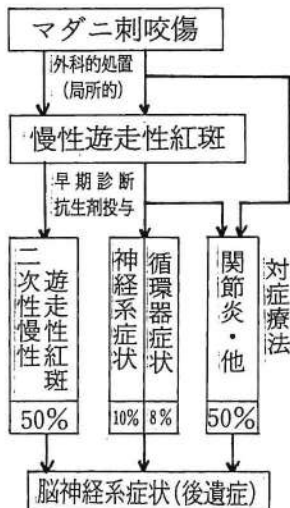 マダニ刺咬傷
外科的処置
(局所的)
慢性遊走性紅斑
早期診断
抗生剤投与
二次性慢性
遊走性紅斑
50%
神経系症状
10%
循環器症状
8%
関節炎・他
50%
対症療法
脳神経系症状(後遺症)